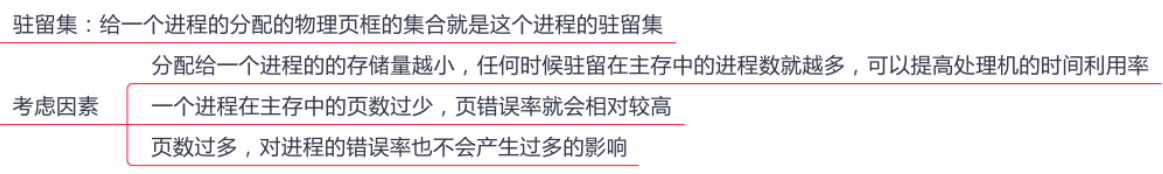 驻留集：给一个进程的分配的物理页框的集合就是这个进程的驻留集
分配给一个进程的的存储量越小，任何时候驻留在主存中的进程数就越多，可以提高处理机的时间利用率
考虑因素
一个进程在主存中的页数过少，页错误率就会相对较高
页数过多，对进程的错误率也不会产生过多的影响